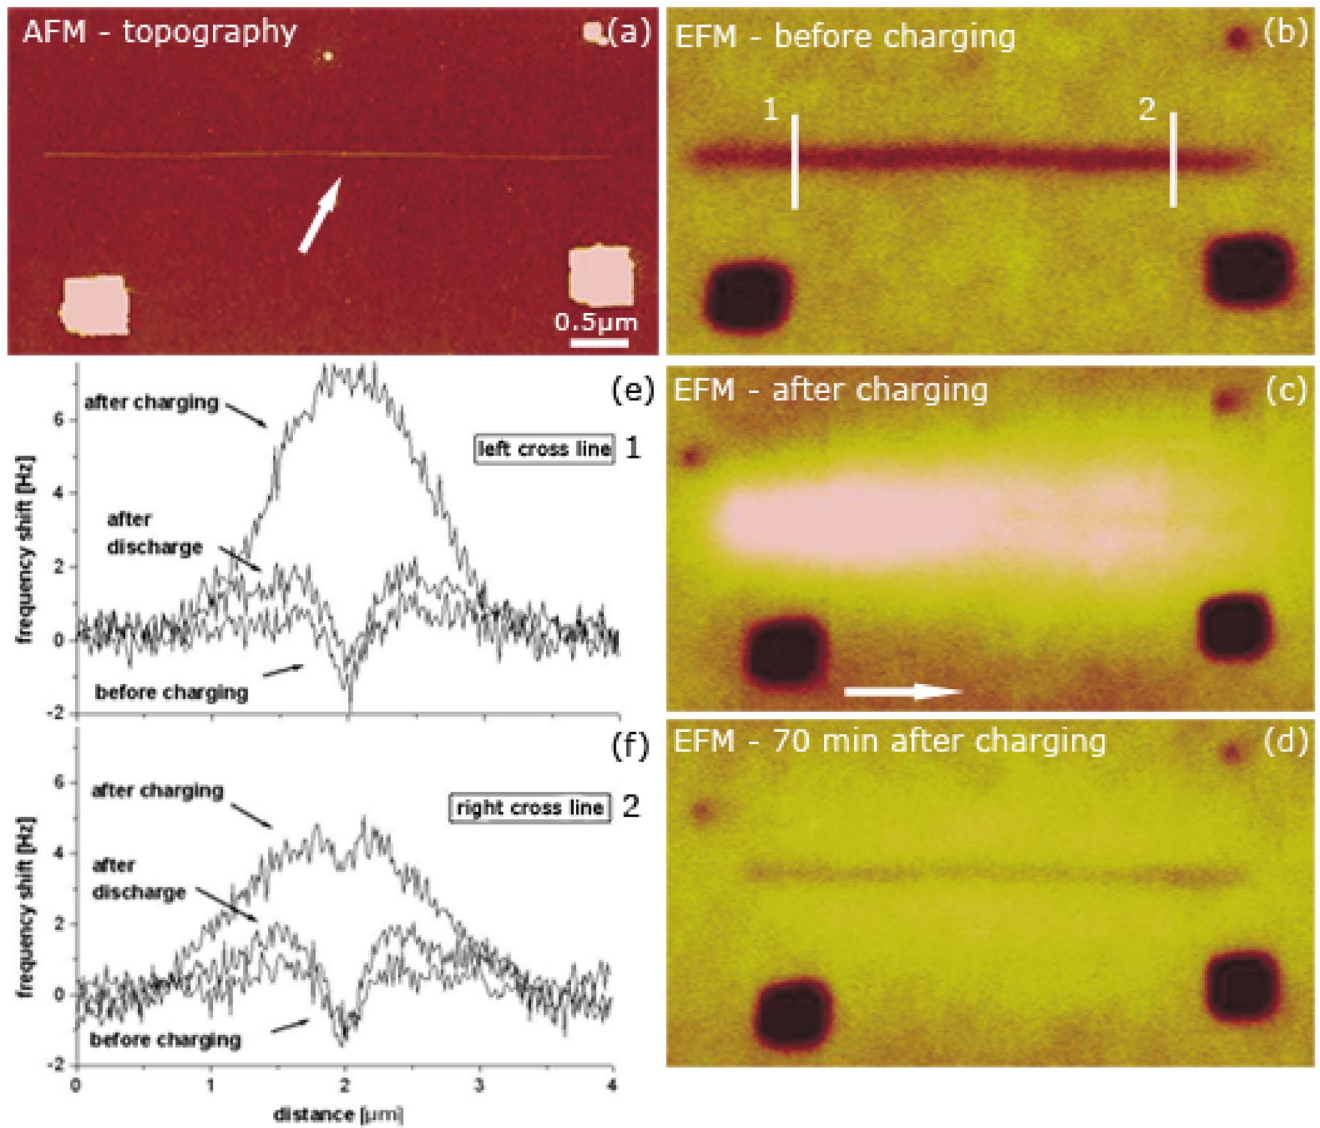 AFM - topography (a)
0.5µm
EFM - before charging (b)
1 2
(e)
after charging
left cross line 1
after
discharge
before charging
frequency shift [Hz]
6
4
2
0
-2
EFM - after charging (c)
(f)
after charging
right cross line 2
after
discharge
before charging
frequency shift [Hz]
6
4
2
0
-2
0 1 2 3 4
distance [µm]
EFM - 70 min after charging (d)